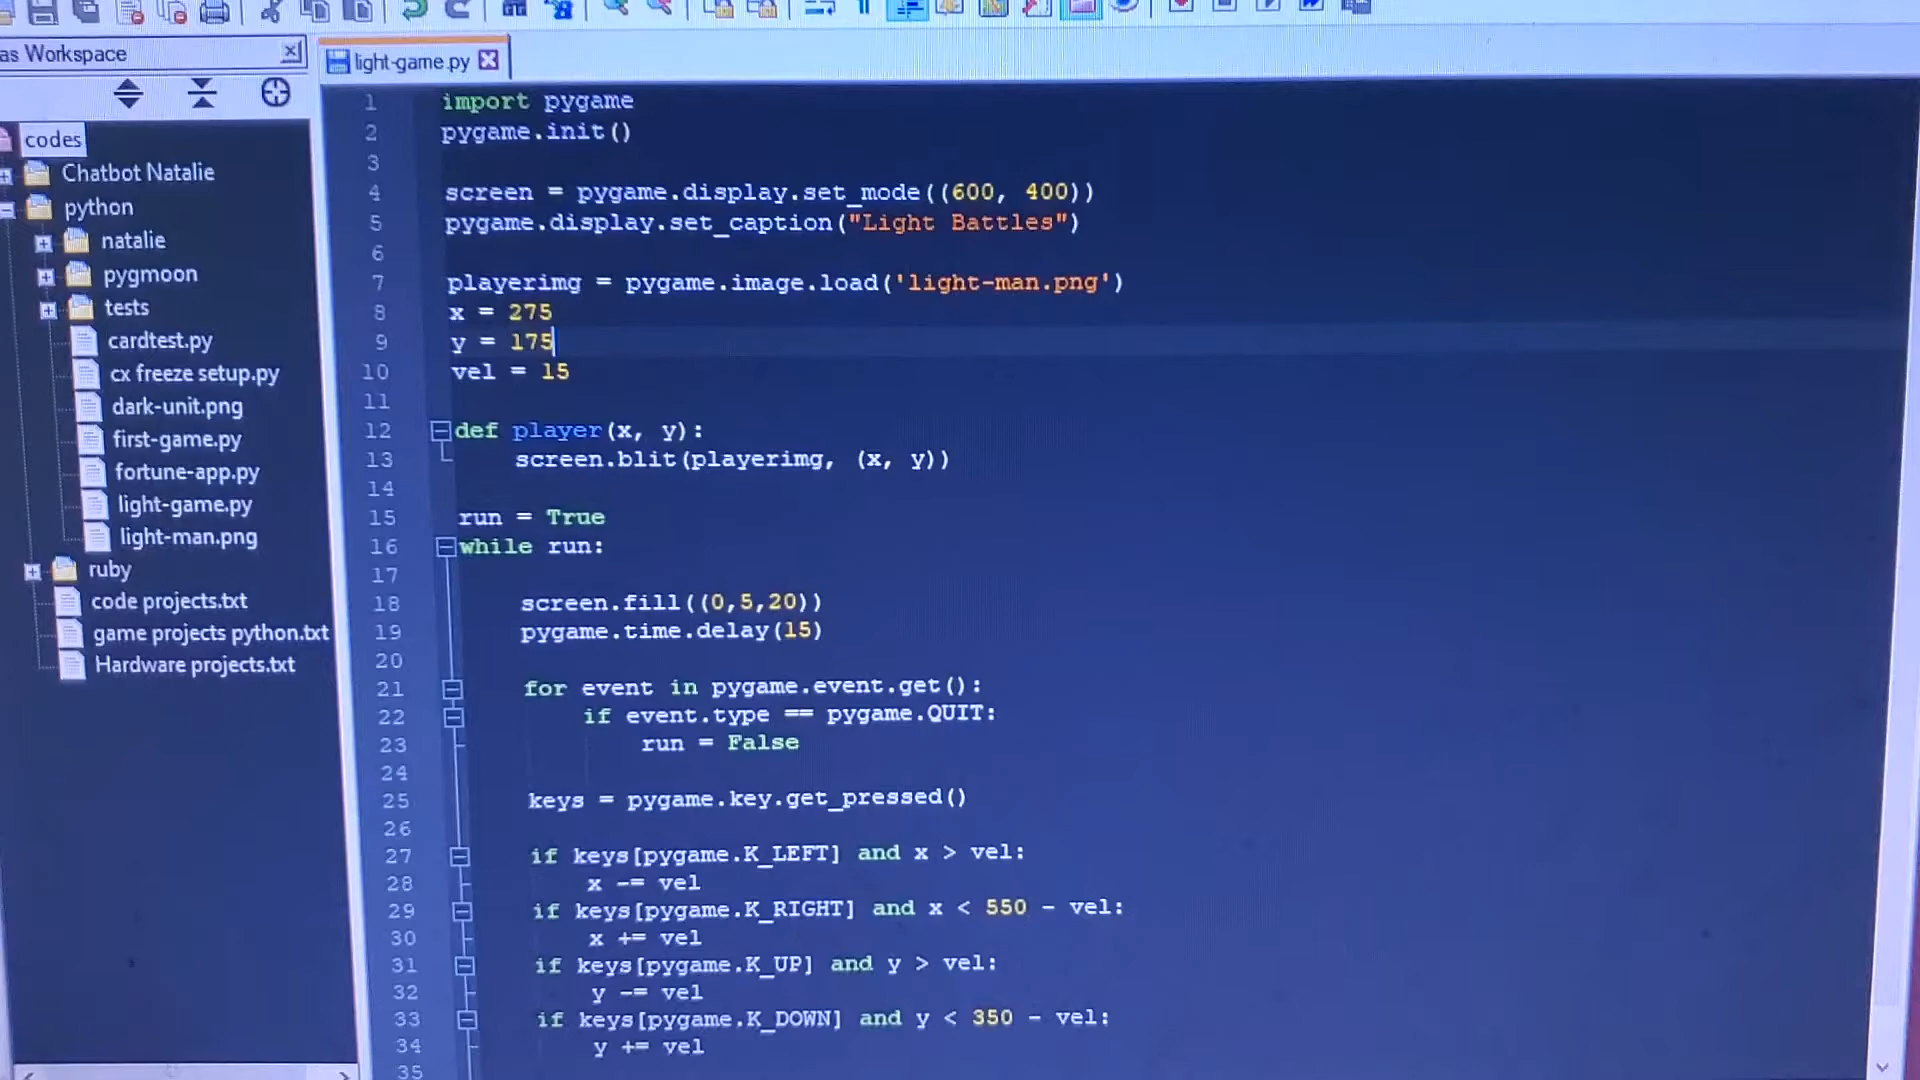 as Workspace
codes
Chatbot Natalie
python
natalie
pygmoon
tests
cardtest.py
cx freeze setup.py
dark-unit.png
first-game.py
fortune-app.py
light-game.py
light-man.png
ruby
code projects.txt
game projects python.txt
Hardware projects.txt
light-game.py
1 import pygame
2 pygame.init()
3
4 screen = pygame.display.set_mode((600, 400))
5 pygame.display.set_caption("Light Battles")
6
7 playerimg = pygame.image.load('light-man.png')
8 x = 275
9 y = 175
10 vel = 15
11
12 def player(x, y):
13 screen.blit(playerimg, (x, y))
14
15 run = True
16 while run:
17
18 screen.fill((0,5,20))
19 pygame.time.delay(15)
20
21 for event in pygame.event.get():
22 if event.type == pygame.QUIT:
23 run = False
24
25 keys = pygame.key.get_pressed()
26
27 if keys[pygame.K_LEFT] and x > vel:
28 x -= vel
29 if keys[pygame.K_RIGHT] and x < 550 - vel:
30 x += vel
31 if keys[pygame.K_UP] and y > vel:
32 y -= vel
33 if keys[pygame.K_DOWN] and y < 350 - vel:
34 y += vel
35